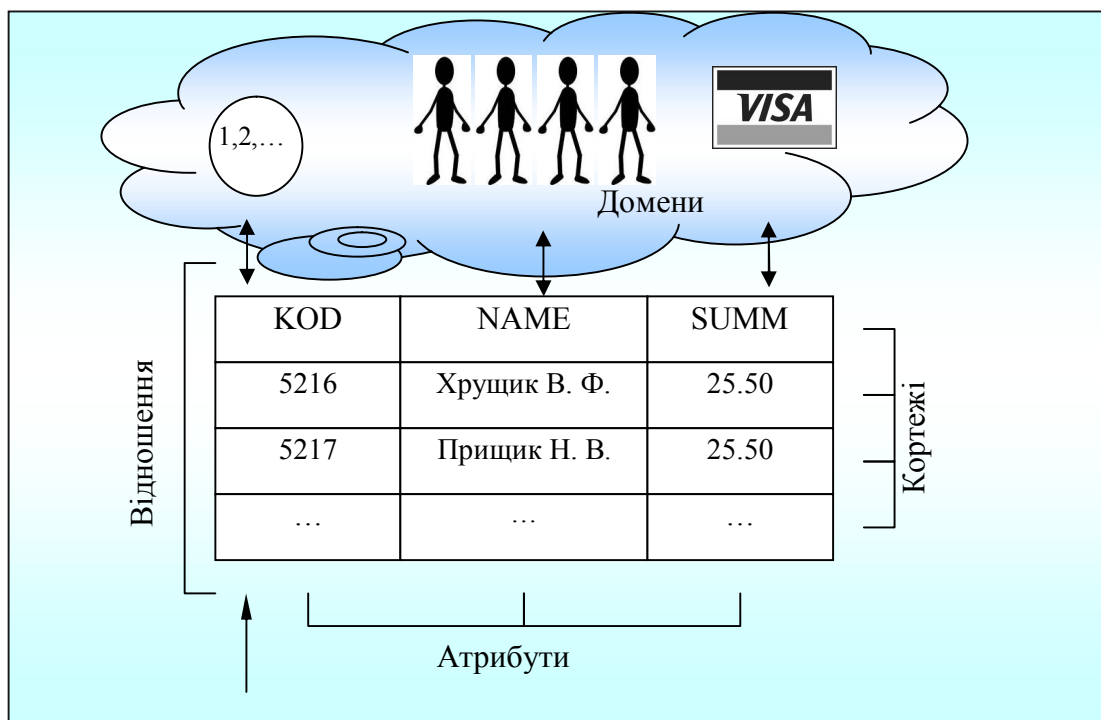 1,2,…
VISA
Домени
Відношення
KOD NAME SUMM
5216 Хрущик В. Ф. 25.50
5217 Прищик Н. В. 25.50
… … …
Кортежі
Атрибути